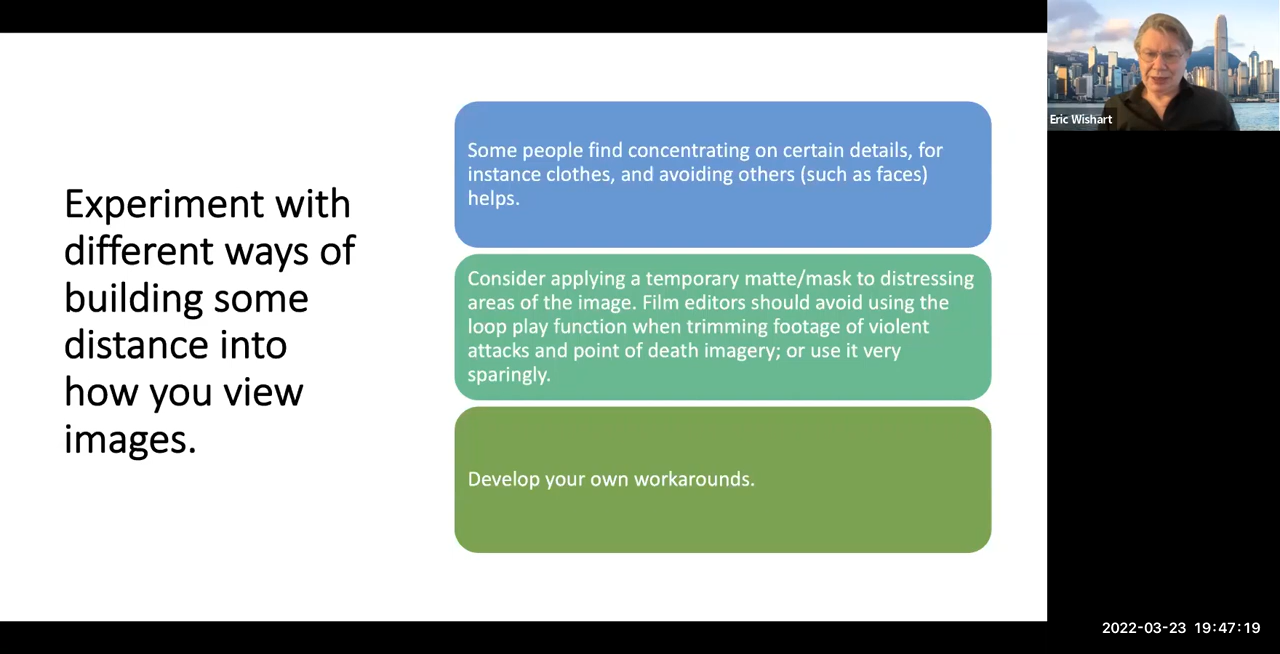 Experiment with
different ways of
building some
distance into
how you view
images.
Some people find concentrating on certain details, for
instance clothes, and avoiding others (such as faces)
helps.
Consider applying a temporary matte/mask to distressing
areas of the image. Film editors should avoid using the
loop play function when trimming footage of violent
attacks and point of death imagery; or use it very
sparingly.
Develop your own workarounds.
Eric Wishart
2022-03-23 19:47:19